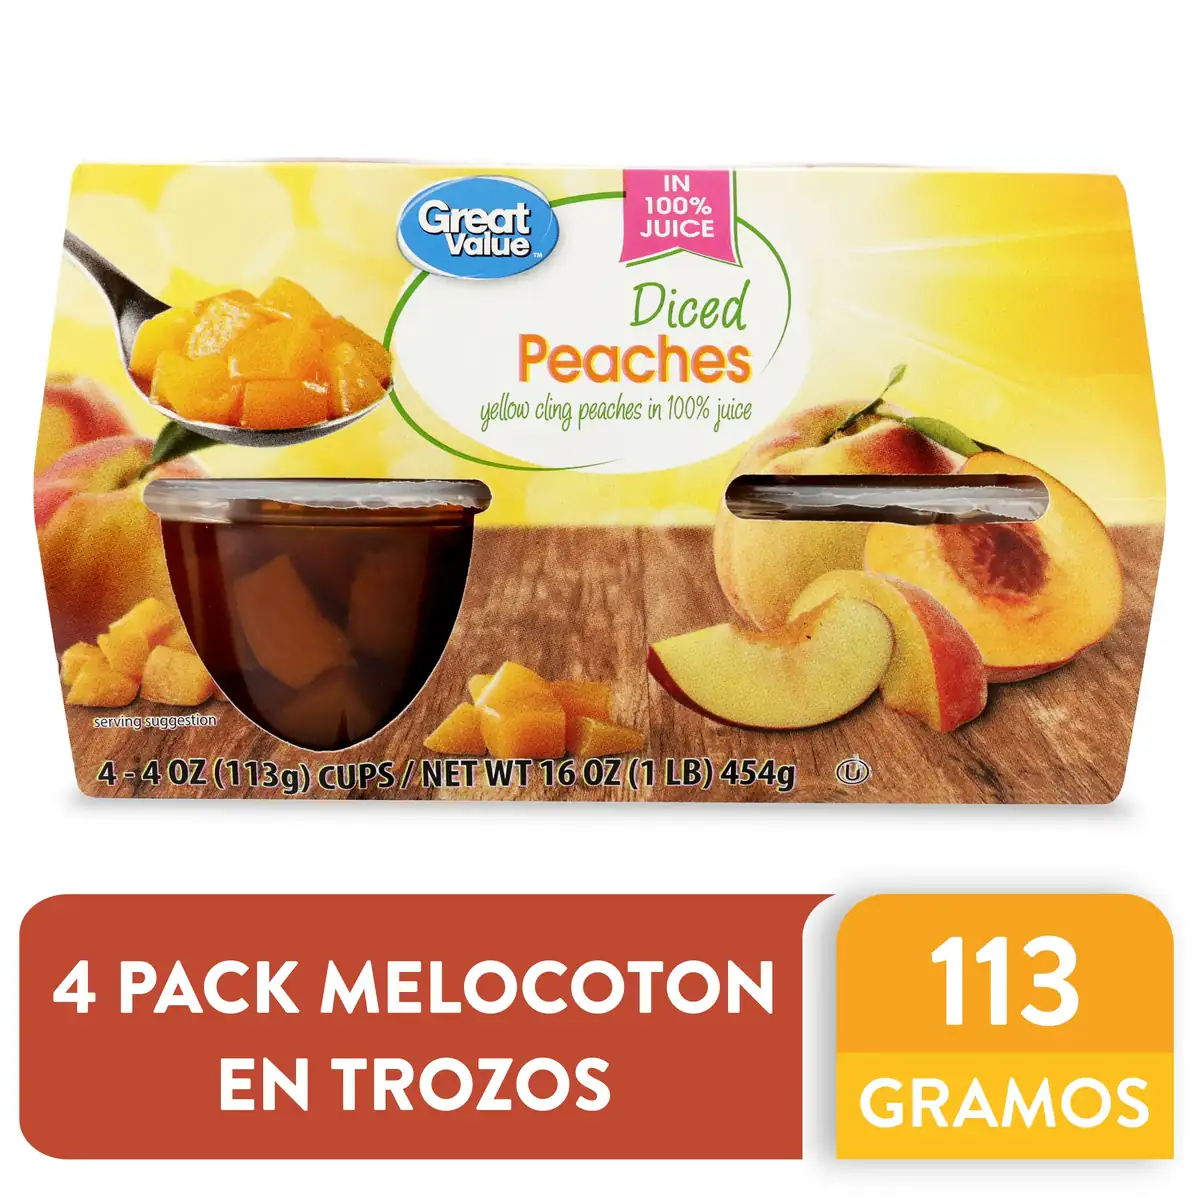 Great
Value™
IN
100%
JUICE
Diced
Peaches
yellow cling peaches in 100% juice
serving suggestion
4 - 4 OZ (113g) CUPS / NET WT 16 OZ (1 LB) 454g
U
4 PACK MELOCOTON
EN TROZOS
113
GRAMOS